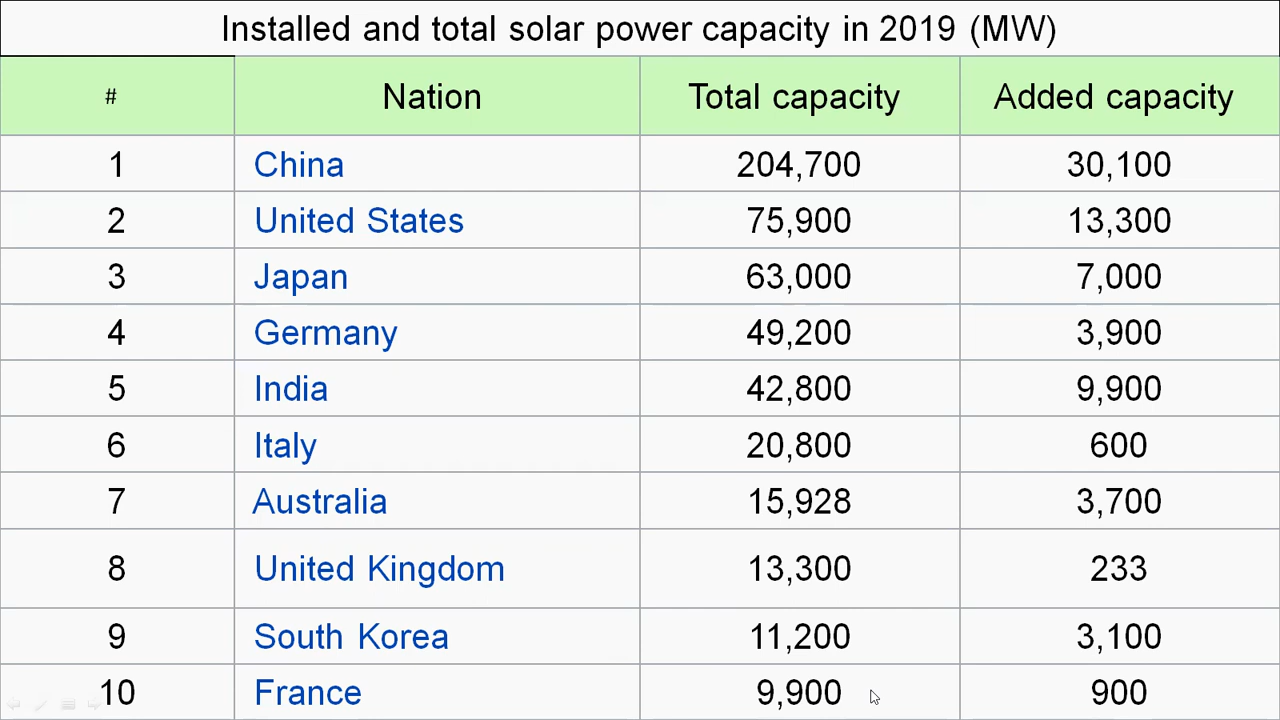 Installed and total solar power capacity in 2019 (MW)
# Nation Total capacity Added capacity
1 China 204,700 30,100
2 United States 75,900 13,300
3 Japan 63,000 7,000
4 Germany 49,200 3,900
5 India 42,800 9,900
6 Italy 20,800 600
7 Australia 15,928 3,700
8 United Kingdom 13,300 233
9 South Korea 11,200 3,100
10 France 9,900 900